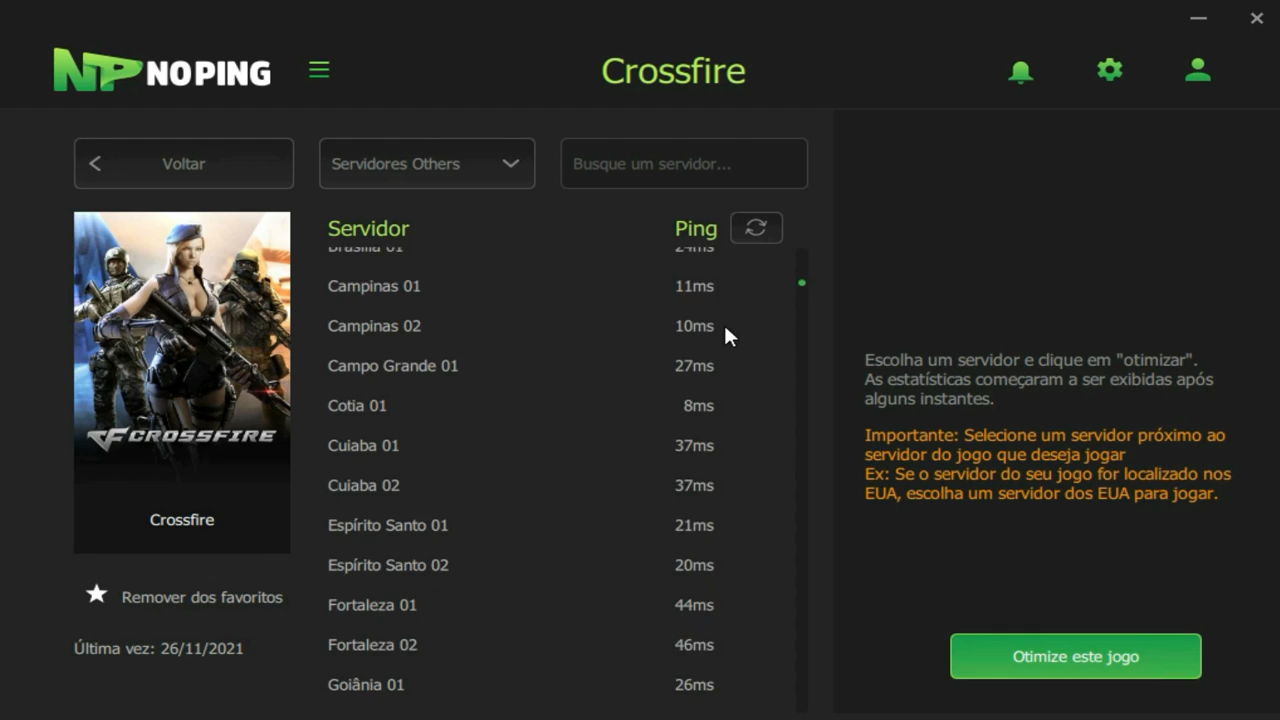 NP NOPING
Crossfire
Voltar
Servidores Others
Busque um servidor...
Servidor Ping
Brasilia 01 24ms
Campinas 01 11ms
Campinas 02 10ms
Campo Grande 01 27ms
Cotia 01 8ms
Cuiaba 01 37ms
Cuiaba 02 37ms
Espírito Santo 01 21ms
Espírito Santo 02 20ms
Fortaleza 01 44ms
Fortaleza 02 46ms
Goiânia 01 26ms
CF CROSSFIRE
Crossfire
Remover dos favoritos
Última vez: 26/11/2021
Escolha um servidor e clique em "otimizar".
As estatísticas começaram a ser exibidas após
alguns instantes.
Importante: Selecione um servidor próximo ao
servidor do jogo que deseja jogar
Ex: Se o servidor do seu jogo for localizado nos
EUA, escolha um servidor dos EUA para jogar.
Otimize este jogo